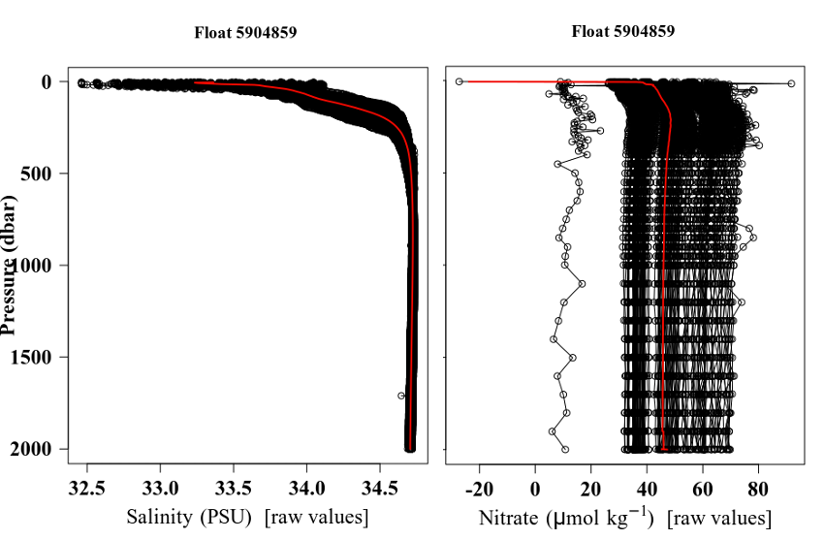 Float 5904859
Float 5904859
0
500
1000
1500
2000
Pressure (dbar)
32.5 33.0 33.5 34.0 34.5
-20 0 20 40 60 80
Salinity (PSU) [raw values]
Nitrate (μmol kg−1) [raw values]